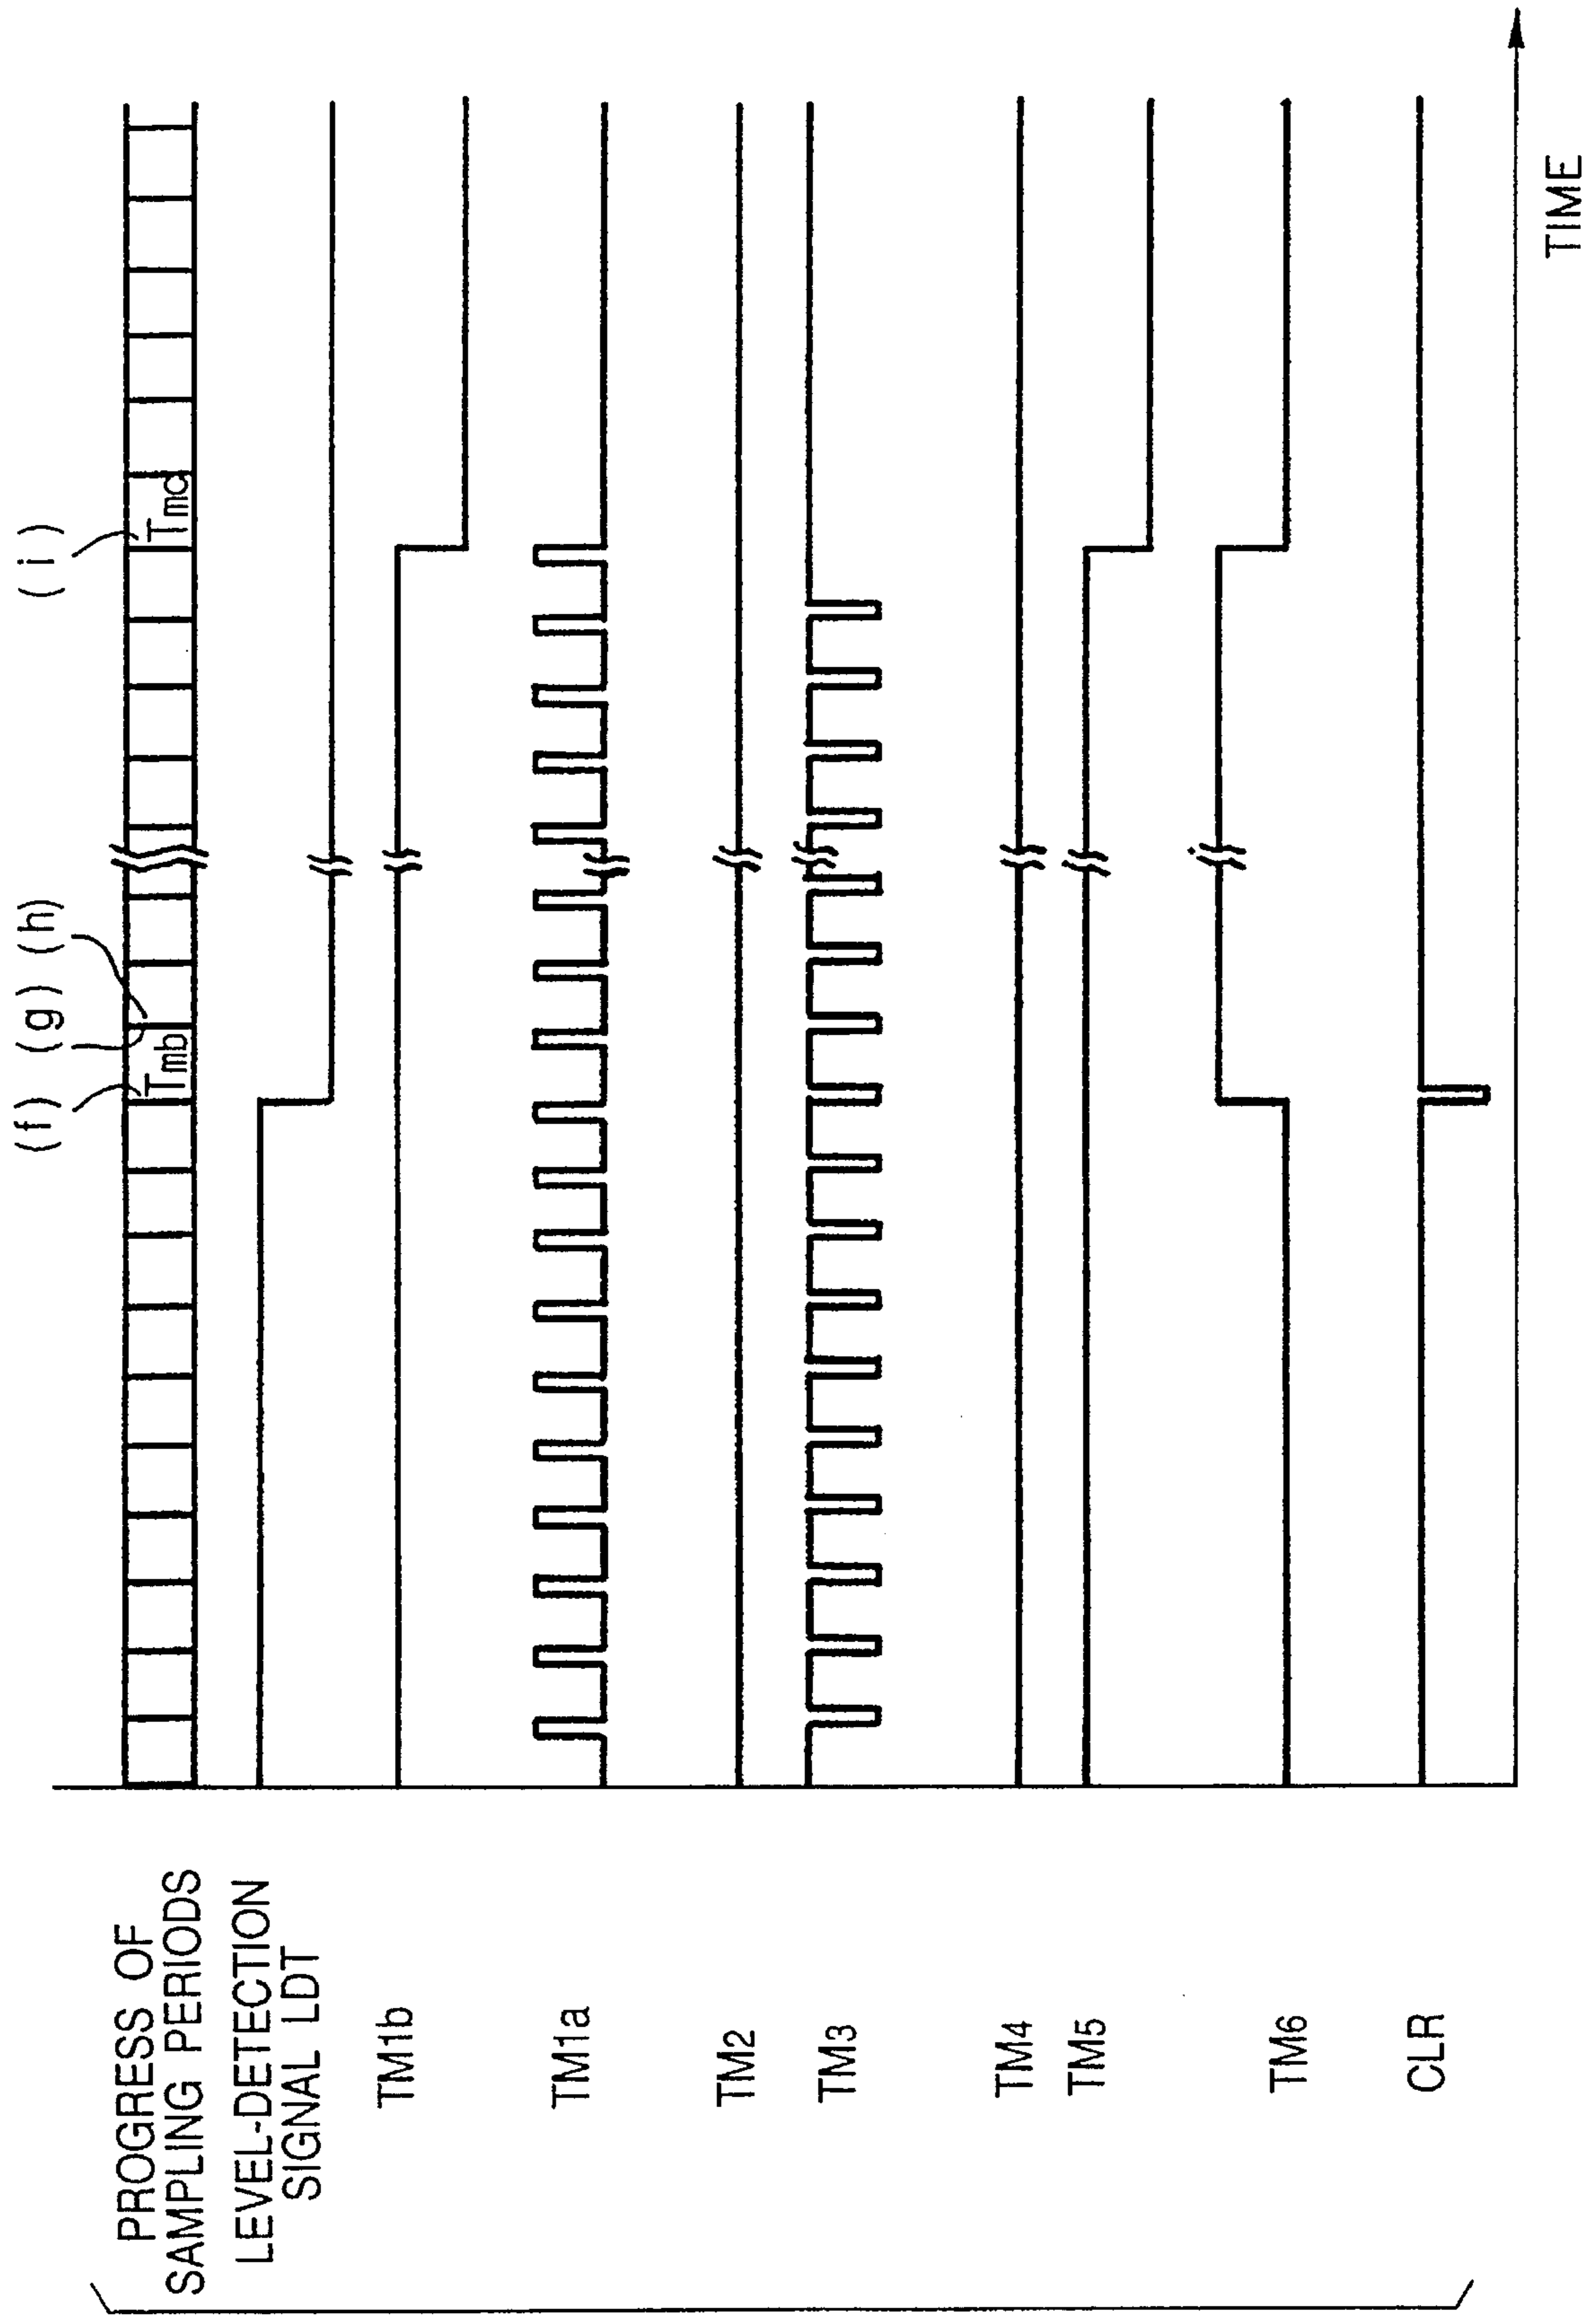 (f) (g) (h) (i)
Tmb Tmc
PROGRESS OF
SAMPLING PERIODS
LEVEL-DETECTION
SIGNAL LDT
TM1b
TM1a
TM2
TM3
TM4
TM5
TM6
CLR
TIME